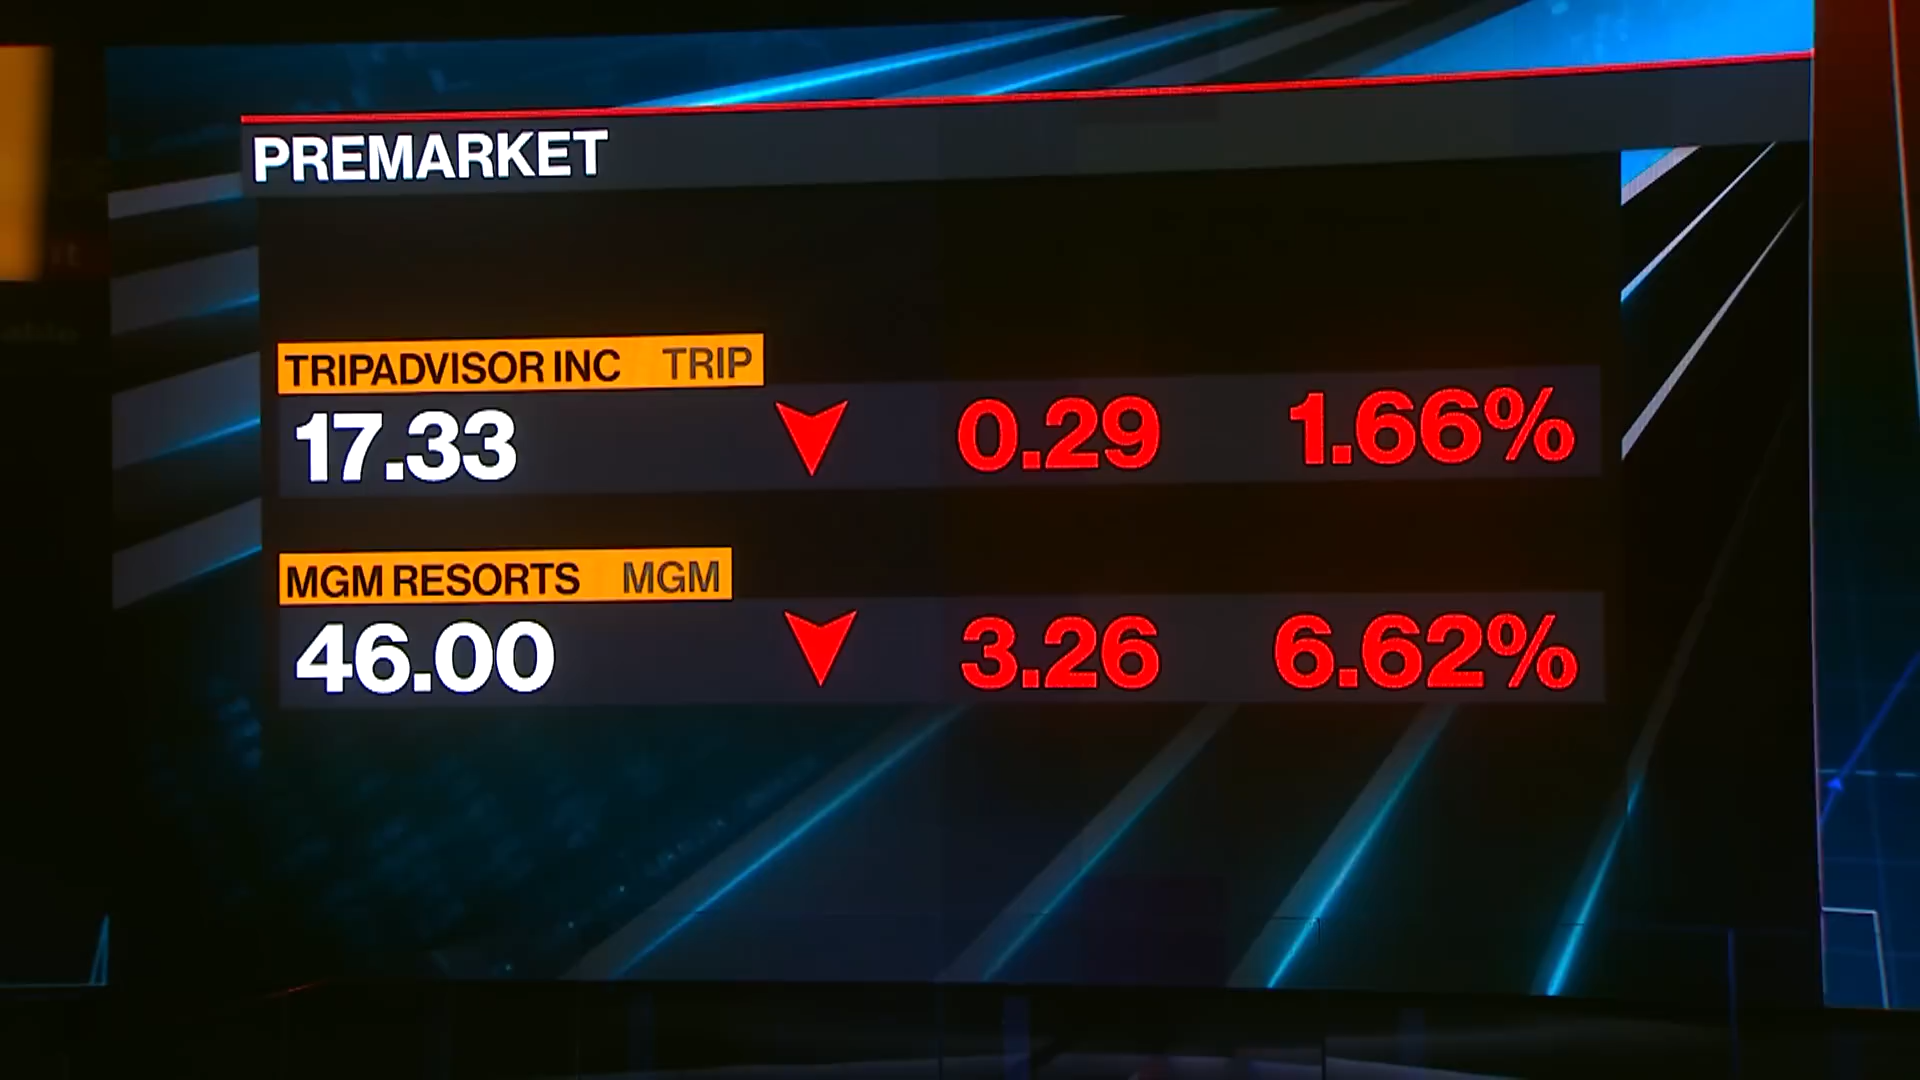 PREMARKET
TRIPADVISOR INC TRIP
17.33 0.29 1.66%
MGM RESORTS MGM
46.00 3.26 6.62%